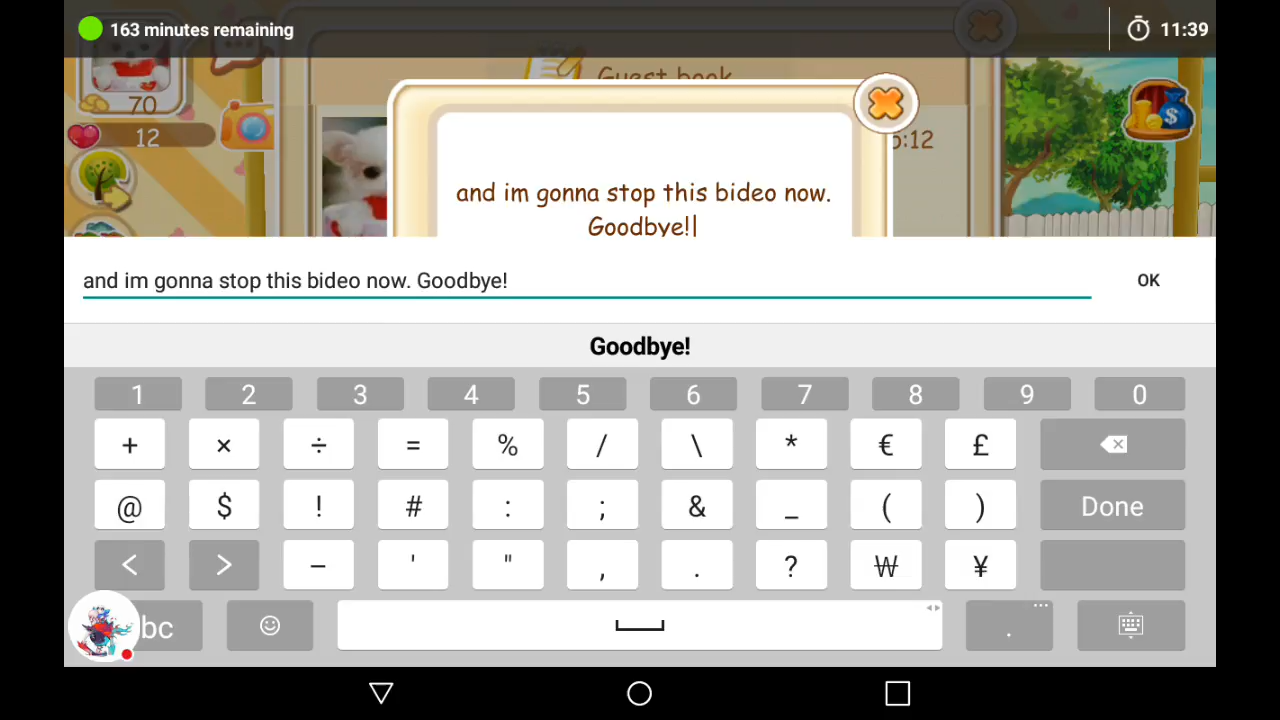 163 minutes remaining
11:39
Guest book
70
12
5:12
and im gonna stop this bideo now.
Goodbye!
and im gonna stop this bideo now. Goodbye!
OK
Goodbye!
1 2 3 4 5 6 7 8 9 0
+ × ÷ = % / \ * € £
@ $ ! # : ; & _ ( ) Done
< > – ' " , . ? ₩ ¥
bc .